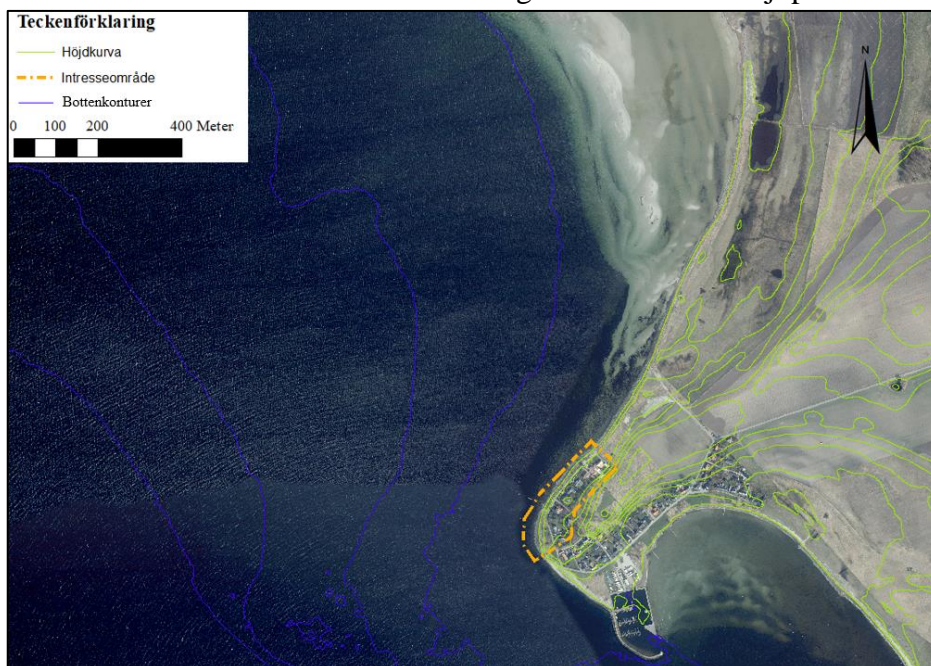 Teckenförklaring
Höjdkurva
Intresseområde
Bottenkonturer
0 100 200 400 Meter
N